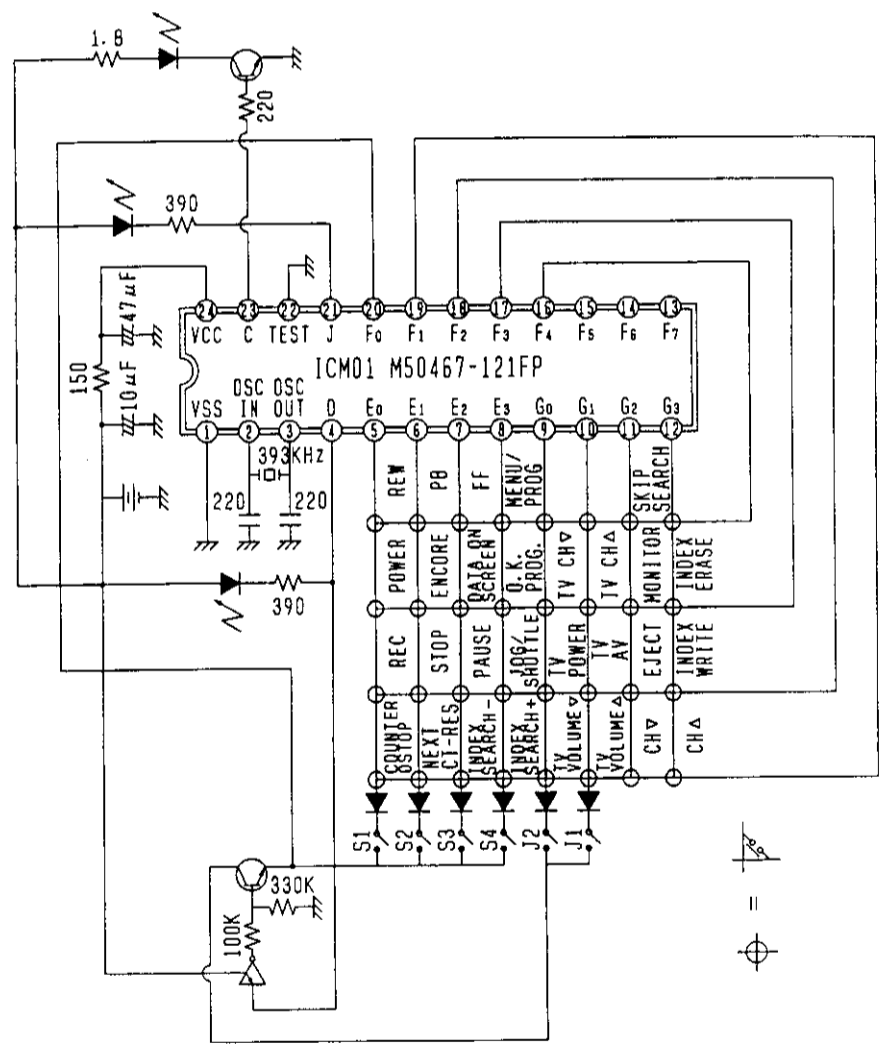 1.8
220
390
47µF
150
10µF
24 23 22 21 20 19 18 17 16 15 14 13
VCC C TEST J F0 F1 F2 F3 F4 F5 F6 F7
ICM01 M50467-121FP
VSS OSC IN OSC OUT D E0 E1 E2 E3 G0 G1 G2 G3
1 2 3 4 5 6 7 8 9 10 11 12
393KHz
220
220
390
REW
PB
FF
MENU/PROG
SKIP SEARCH
POWER
ENCORE
DATA ON SCREEN
O.K. PROG.
TV CH▽
TV CH△
MONITOR
INDEX ERASE
REC
STOP
PAUSE
JOG/SHUTTLE
TV POWER
TV AV
EJECT
INDEX WRITE
COUNTER 0STOP
NEXT CT-RES
INDEX SEARCH-
INDEX SEARCH+
TV VOLUME▽
TV VOLUME△
CH▽
CH△
S1
S2
S3
S4
J2
J1
330K
100K
=